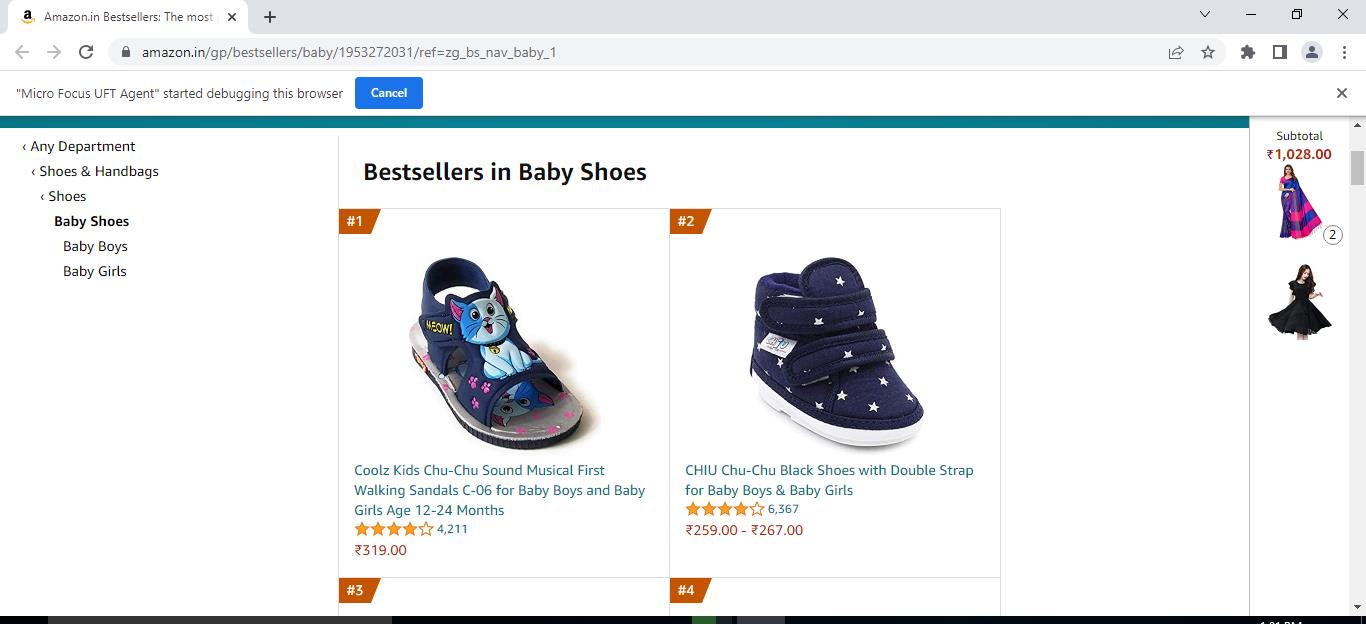 Amazon.in Bestsellers: The most
amazon.in/gp/bestsellers/baby/1953272031/ref=zg_bs_nav_baby_1
"Micro Focus UFT Agent" started debugging this browser
Cancel
‹ Any Department
‹ Shoes & Handbags
‹ Shoes
Baby Shoes
Baby Boys
Baby Girls
Bestsellers in Baby Shoes
#1
MEOW!
Coolz Kids Chu-Chu Sound Musical First
Walking Sandals C-06 for Baby Boys and Baby
Girls Age 12-24 Months
4,211
₹319.00
#2
CHIU Chu-Chu Black Shoes with Double Strap
for Baby Boys & Baby Girls
6,367
₹259.00 - ₹267.00
#3
#4
Subtotal
₹1,028.00
2